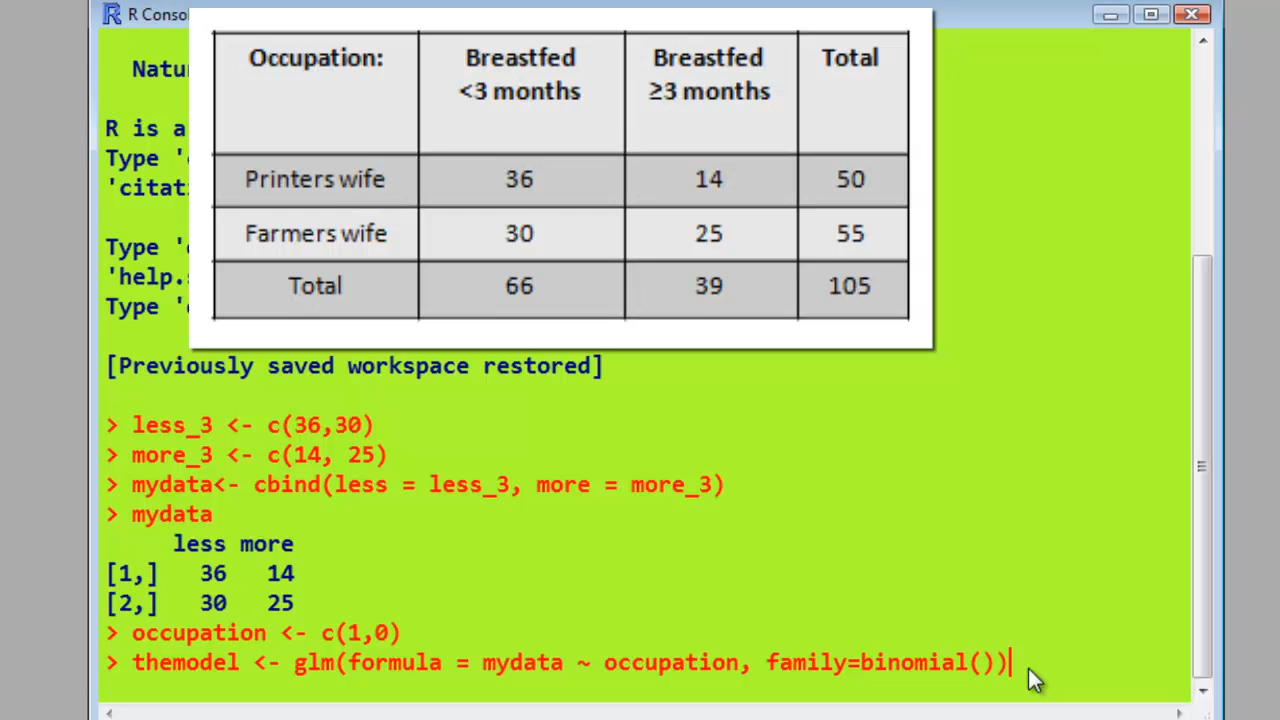 R Conso
Occupation: Breastfed <3 months Breastfed ≥3 months Total
Printers wife 36 14 50
Farmers wife 30 25 55
Total 66 39 105
Natu
R is a
Type '
'citati
Type '
'help.s
Type '
[Previously saved workspace restored]
> less_3 <- c(36,30)
> more_3 <- c(14, 25)
> mydata<- cbind(less = less_3, more = more_3)
> mydata
less more
[1,] 36 14
[2,] 30 25
> occupation <- c(1,0)
> themodel <- glm(formula = mydata ~ occupation, family=binomial())